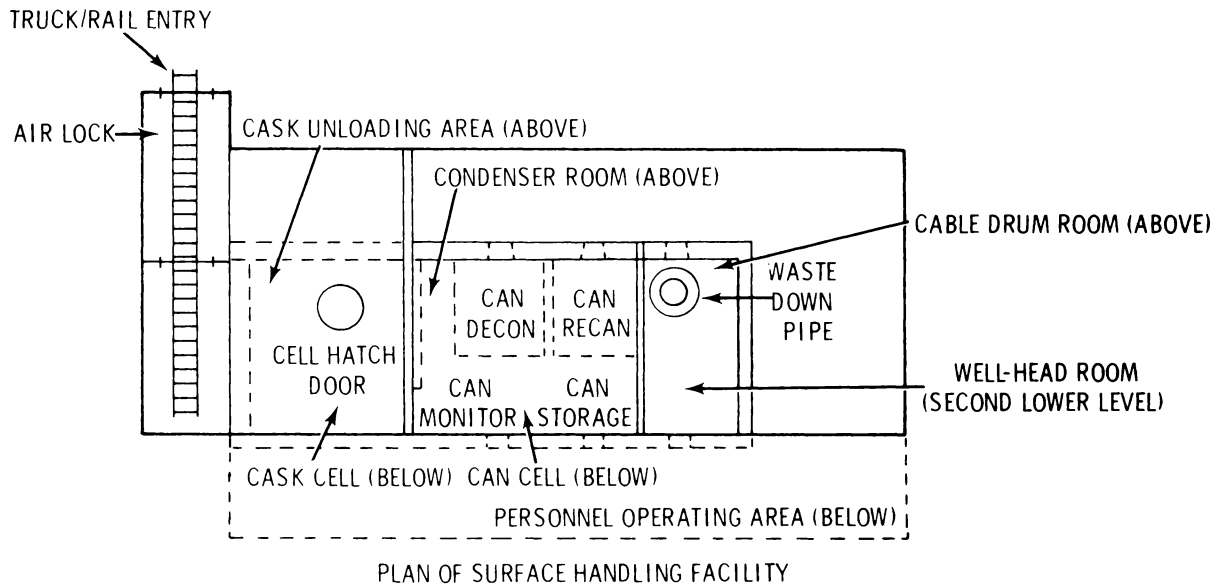 TRUCK/RAIL ENTRY
AIR LOCK
CASK UNLOADING AREA (ABOVE)
CONDENSER ROOM (ABOVE)
CABLE DRUM ROOM (ABOVE)
WASTE
DOWN
PIPE
CAN
DECON
CAN
RECAN
CELL HATCH
DOOR
CAN
MONITOR
CAN
STORAGE
WELL-HEAD ROOM
(SECOND LOWER LEVEL)
CASK CELL (BELOW)
CAN CELL (BELOW)
PERSONNEL OPERATING AREA (BELOW)
PLAN OF SURFACE HANDLING FACILITY